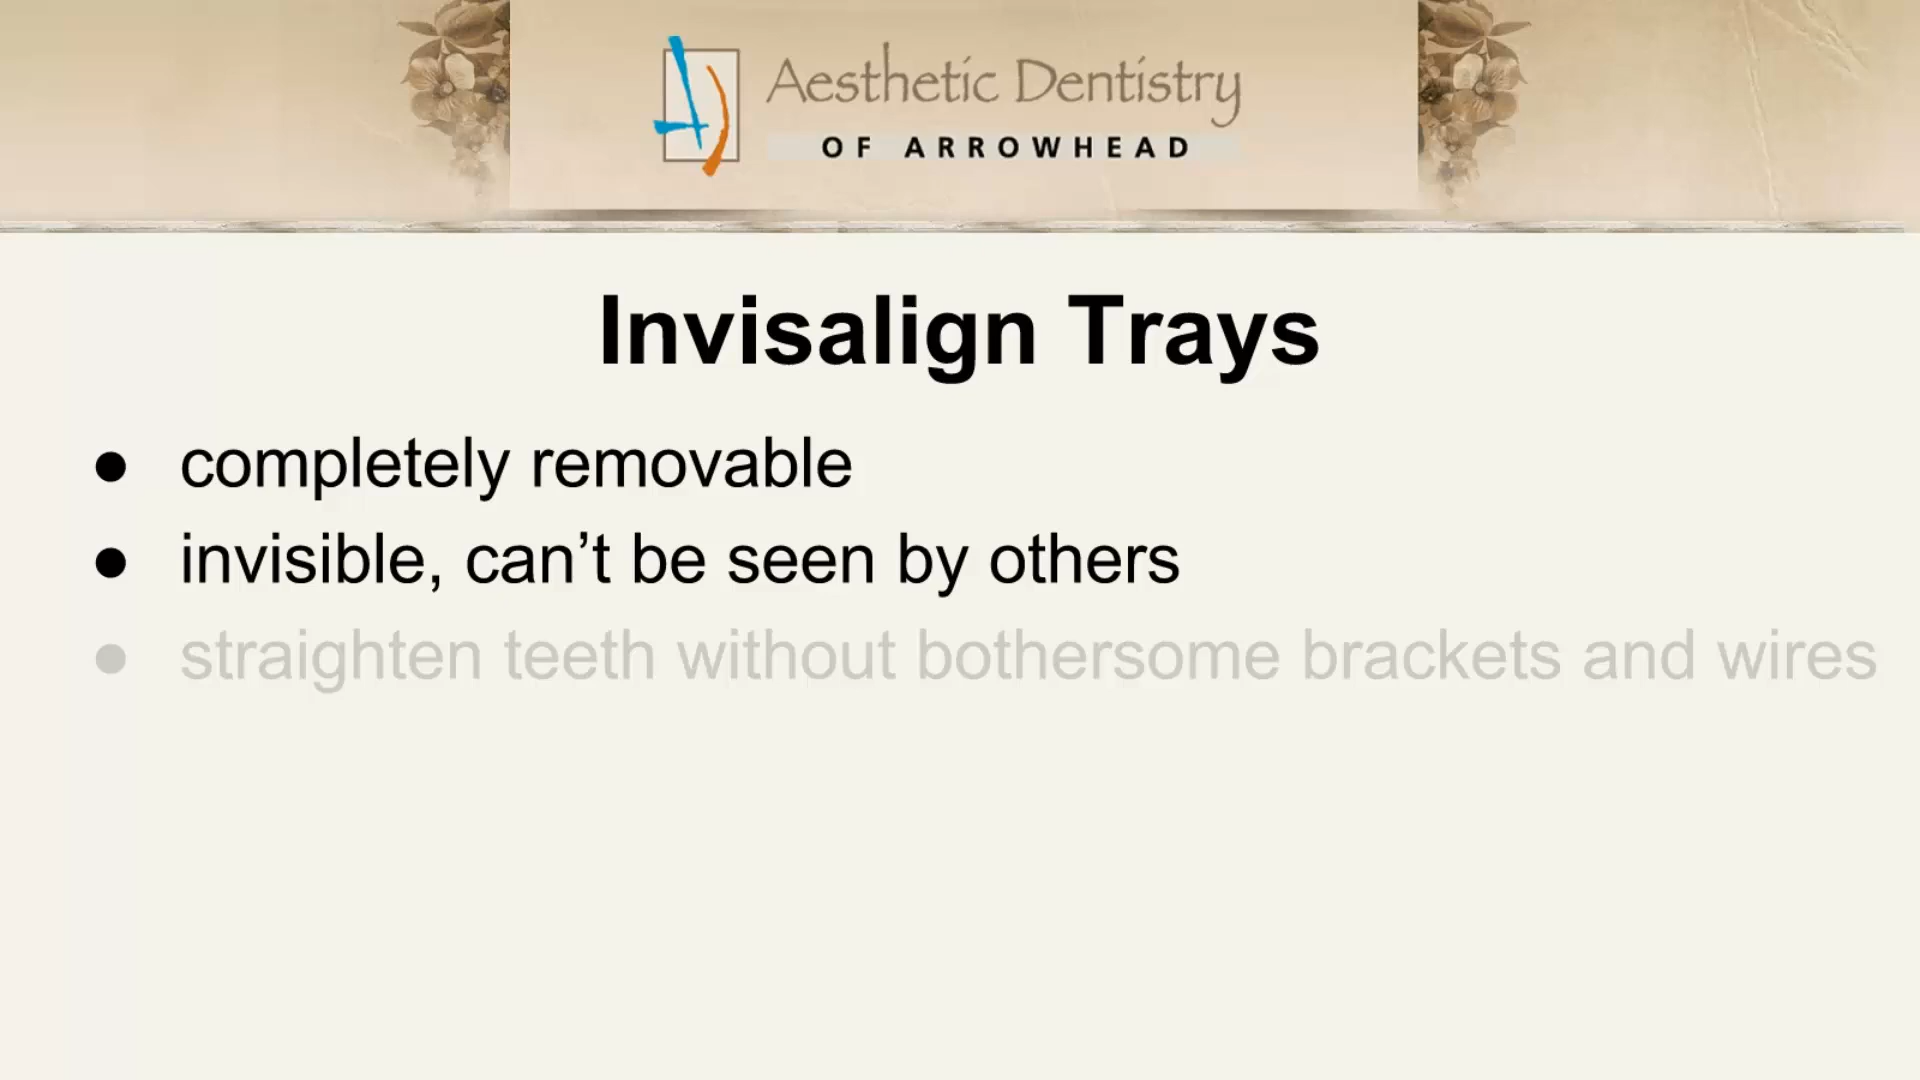 Aesthetic Dentistry
OF ARROWHEAD
Invisalign Trays
● completely removable
● invisible, can’t be seen by others
● straighten teeth without bothersome brackets and wires